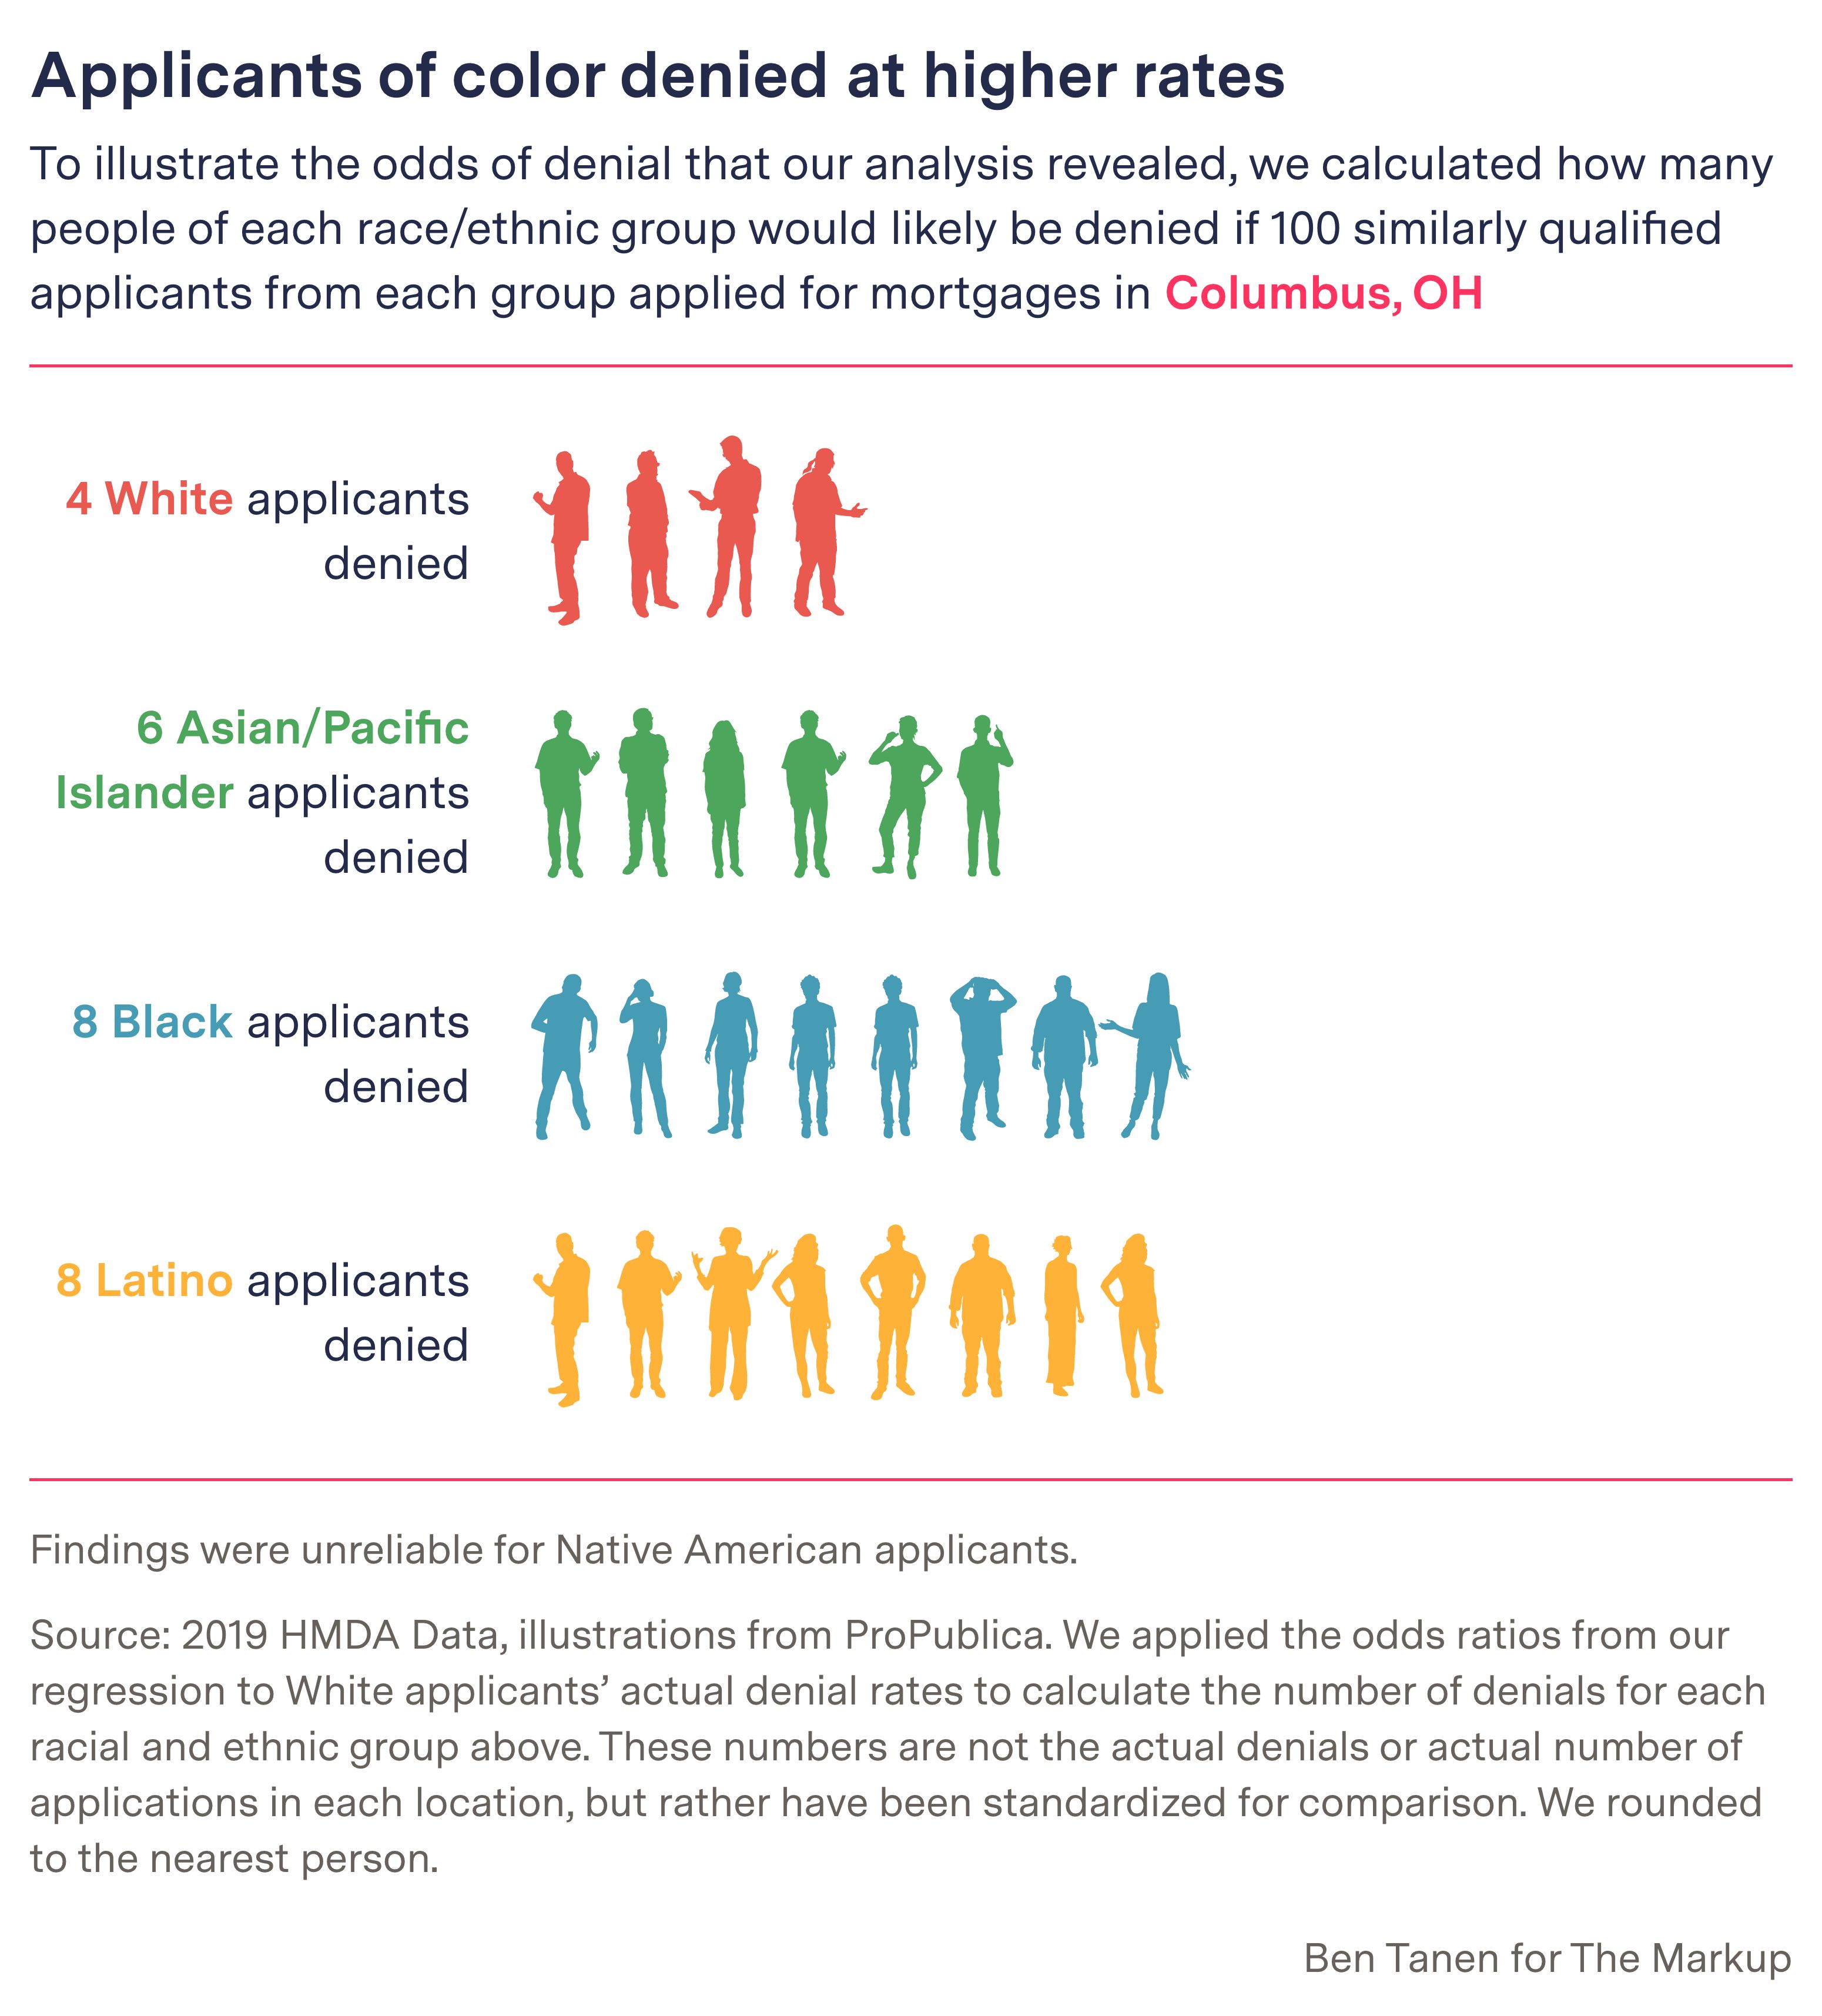 Applicants of color denied at higher rates
To illustrate the odds of denial that our analysis revealed, we calculated how many
people of each race/ethnic group would likely be denied if 100 similarly qualified
applicants from each group applied for mortgages in Columbus, OH
4 White applicants
denied
6 Asian/Pacific
Islander applicants
denied
8 Black applicants
denied
8 Latino applicants
denied
Findings were unreliable for Native American applicants.
Source: 2019 HMDA Data, illustrations from ProPublica. We applied the odds ratios from our
regression to White applicants’ actual denial rates to calculate the number of denials for each
racial and ethnic group above. These numbers are not the actual denials or actual number of
applications in each location, but rather have been standardized for comparison. We rounded
to the nearest person.
Ben Tanen for The Markup